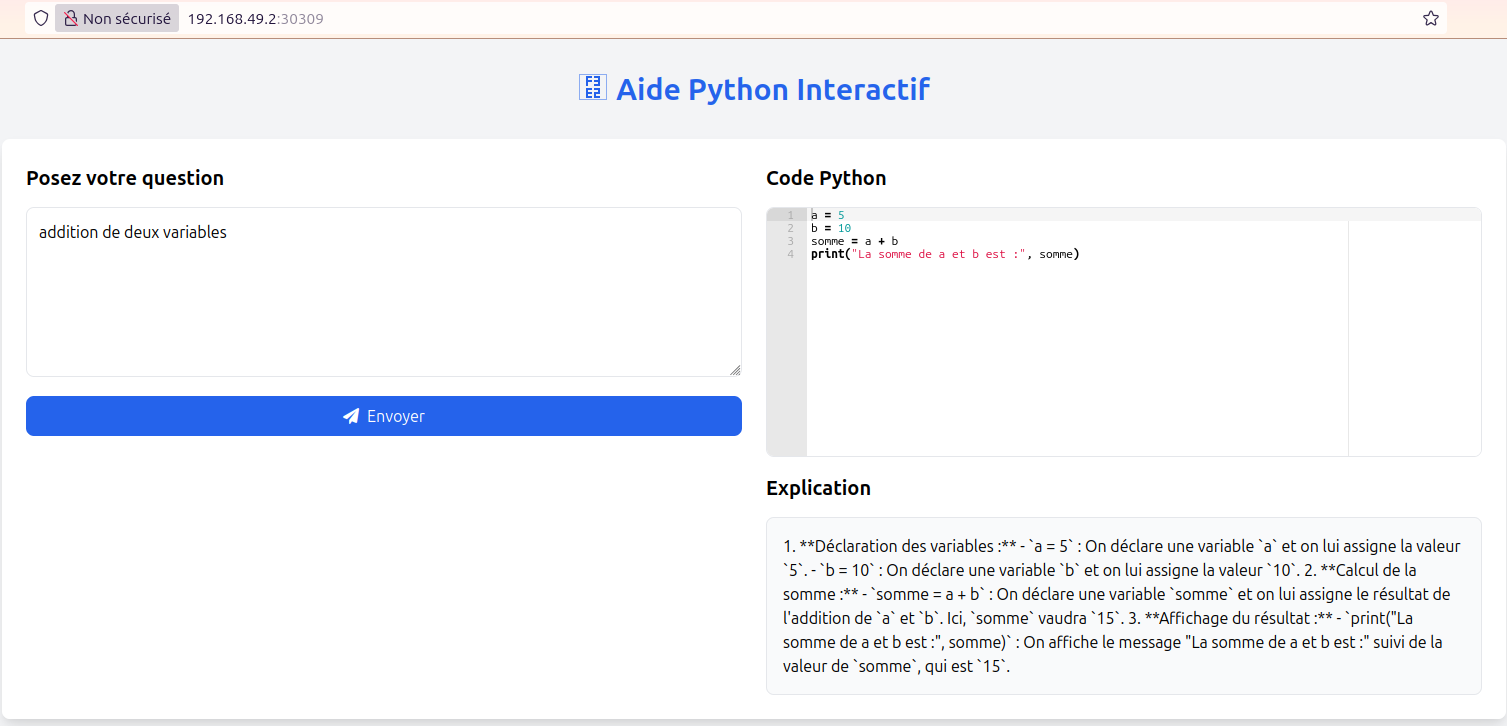 Non sécurisé 192.168.49.2:30309
Aide Python Interactif
Posez votre question
addition de deux variables
Envoyer
Code Python
1 a = 5
2 b = 10
3 somme = a + b
4 print("La somme de a et b est :", somme)
Explication
1. **Déclaration des variables :** - `a = 5` : On déclare une variable `a` et on lui assigne la valeur
`5`. - `b = 10` : On déclare une variable `b` et on lui assigne la valeur `10`. 2. **Calcul de la
somme :** - `somme = a + b` : On déclare une variable `somme` et on lui assigne le résultat de
l'addition de `a` et `b`. Ici, `somme` vaudra `15`. 3. **Affichage du résultat :** - `print("La
somme de a et b est :", somme)` : On affiche le message "La somme de a et b est :" suivi de la
valeur de `somme`, qui est `15`.